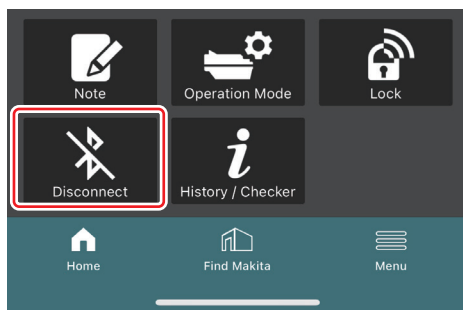 Note
Operation Mode
Lock
Disconnect
History / Checker
Home
Find Makita
Menu